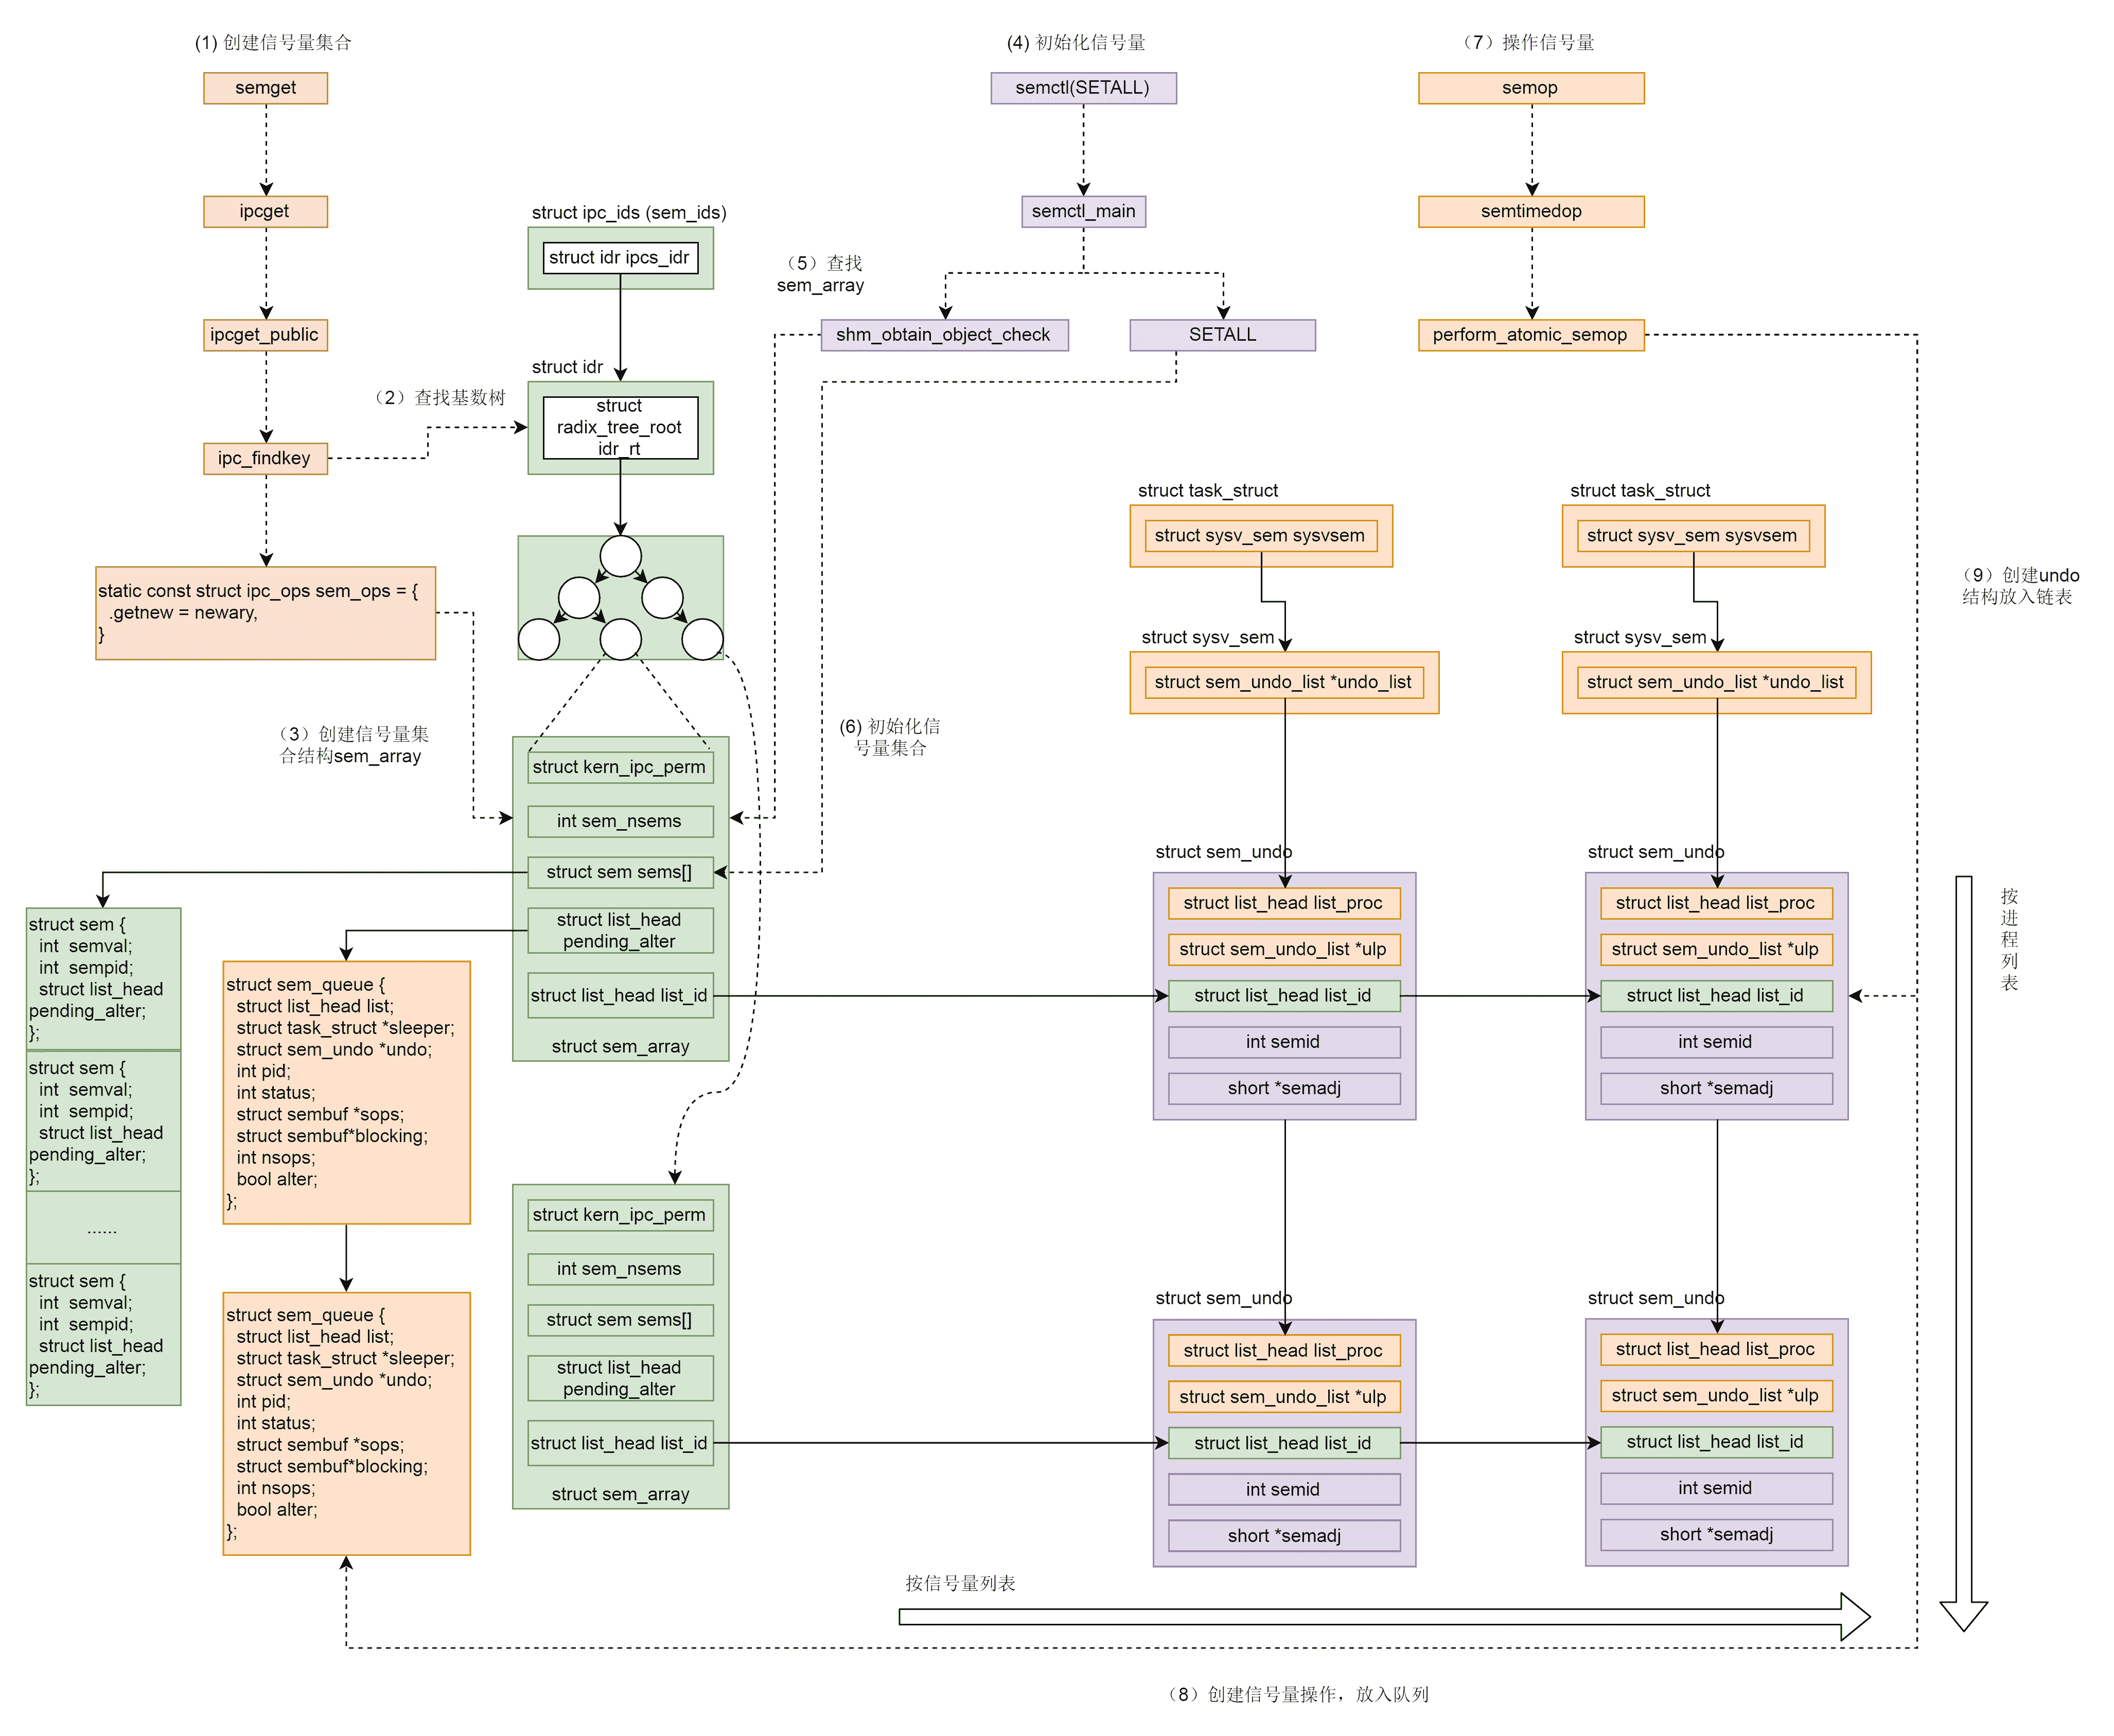 (1) 创建信号量集合
semget
ipcget
ipcget_public
ipc_findkey
static const struct ipc_ops sem_ops = {
.getnew = newary,
}
（2）查找基数树
（3）创建信号量集
合结构sem_array
struct ipc_ids (sem_ids)
struct idr ipcs_idr
struct idr
struct
radix_tree_root
idr_rt
(4) 初始化信号量
semctl(SETALL)
semctl_main
（5）查找
sem_array
shm_obtain_object_check
SETALL
(6) 初始化信
号量集合
（7）操作信号量
semop
semtimedop
perform_atomic_semop
struct kern_ipc_perm
int sem_nsems
struct sem sems[]
struct list_head
pending_alter
struct list_head list_id
struct sem_array
struct sem {
int  semval;
int  sempid;
struct list_head
pending_alter;
};
struct sem {
int  semval;
int  sempid;
struct list_head
pending_alter;
};
......
struct sem {
int  semval;
int  sempid;
struct list_head
pending_alter;
};
struct sem_queue {
struct list_head list;
struct task_struct *sleeper;
struct sem_undo *undo;
int pid;
int status;
struct sembuf *sops;
struct sembuf*blocking;
int nsops;
bool alter;
};
struct sem_queue {
struct list_head list;
struct task_struct *sleeper;
struct sem_undo *undo;
int pid;
int status;
struct sembuf *sops;
struct sembuf*blocking;
int nsops;
bool alter;
};
struct kern_ipc_perm
int sem_nsems
struct sem sems[]
struct list_head
pending_alter
struct list_head list_id
struct sem_array
struct task_struct
struct sysv_sem sysvsem
struct sysv_sem
struct sem_undo_list *undo_list
struct sem_undo
struct list_head list_proc
struct sem_undo_list *ulp
struct list_head list_id
int semid
short *semadj
struct sem_undo
struct list_head list_proc
struct sem_undo_list *ulp
struct list_head list_id
int semid
short *semadj
struct task_struct
struct sysv_sem sysvsem
struct sysv_sem
struct sem_undo_list *undo_list
struct sem_undo
struct list_head list_proc
struct sem_undo_list *ulp
struct list_head list_id
int semid
short *semadj
struct sem_undo
struct list_head list_proc
struct sem_undo_list *ulp
struct list_head list_id
int semid
short *semadj
（9）创建undo
结构放入链表
按进程列表
按信号量列表
（8）创建信号量操作，放入队列